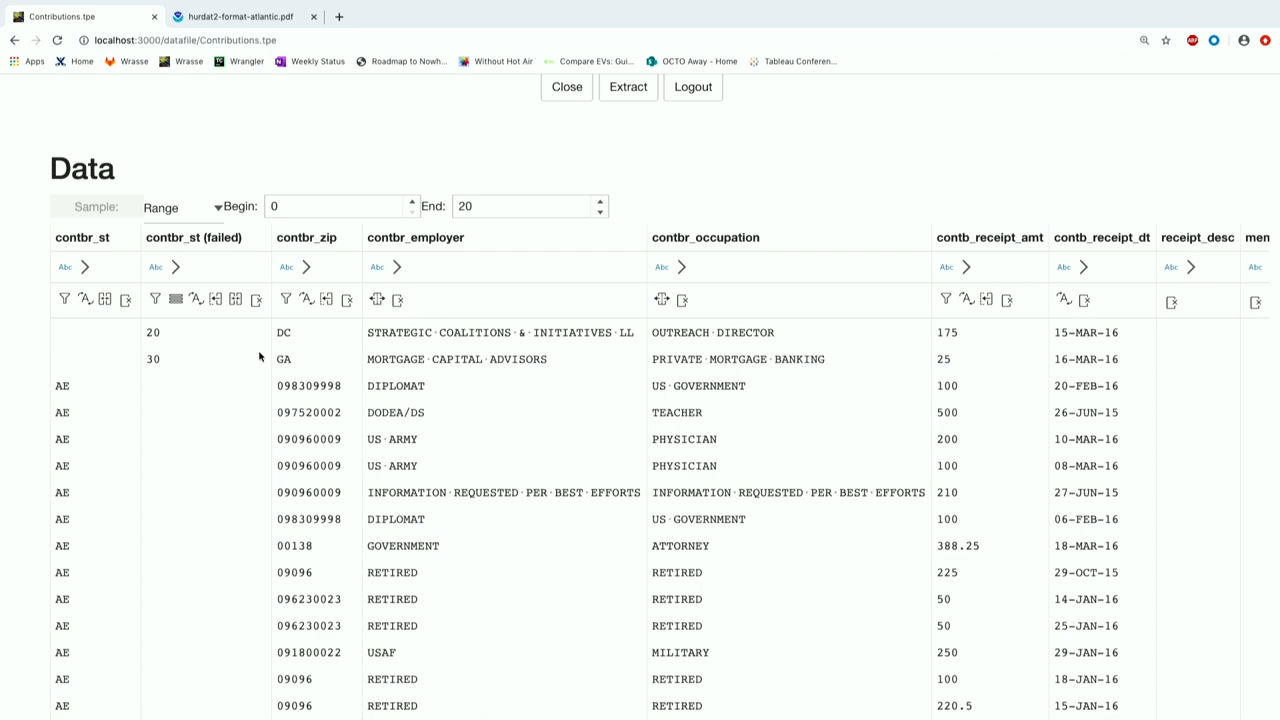 Contributions.tpe
hurdat2-format-atlantic.pdf
localhost:3000/datafile/Contributions.tpe
ABP
Apps Home Wrasse Wrasse Wrangler Weekly Status Roadmap to Nowh... Without Hot Air Compare EVs: Gui... OCTO Away - Home Tableau Conferen...
Close Extract Logout
Data
Sample: Range Begin: 0 End: 20
contbr_st contbr_st (failed) contbr_zip contbr_employer contbr_occupation contb_receipt_amt contb_receipt_dt receipt_desc men
Abc Abc Abc Abc Abc Abc Abc Abc Abc
20 DC STRATEGIC·COALITIONS·&·INITIATIVES·LL OUTREACH·DIRECTOR 175 15-MAR-16
30 GA MORTGAGE·CAPITAL·ADVISORS PRIVATE·MORTGAGE·BANKING 25 16-MAR-16
AE 098309998 DIPLOMAT US·GOVERNMENT 100 20-FEB-16
AE 097520002 DODEA/DS TEACHER 500 26-JUN-15
AE 090960009 US·ARMY PHYSICIAN 200 10-MAR-16
AE 090960009 US·ARMY PHYSICIAN 100 08-MAR-16
AE 090960009 INFORMATION·REQUESTED·PER·BEST·EFFORTS INFORMATION·REQUESTED·PER·BEST·EFFORTS 210 27-JUN-15
AE 098309998 DIPLOMAT US·GOVERNMENT 100 06-FEB-16
AE 00138 GOVERNMENT ATTORNEY 388.25 18-MAR-16
AE 09096 RETIRED RETIRED 225 29-OCT-15
AE 096230023 RETIRED RETIRED 50 14-JAN-16
AE 096230023 RETIRED RETIRED 50 25-JAN-16
AE 091800022 USAF MILITARY 250 29-JAN-16
AE 09096 RETIRED RETIRED 100 18-JAN-16
AE 09096 RETIRED RETIRED 220.5 15-JAN-16